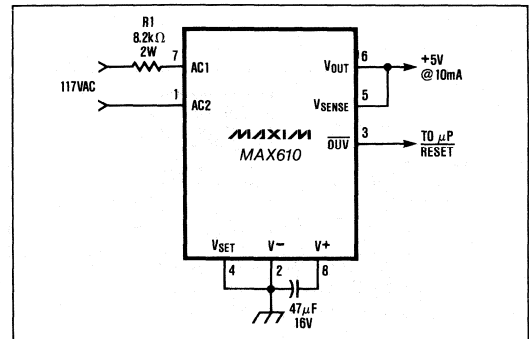 R1
8.2kΩ
2W
7 AC1
117VAC
1 AC2
VOUT 6
+5V
@10mA
VSENSE 5
MAXIM
MAX610
OUV 3
TO μP
RESET
VSET V− V+
4 2 8
47μF
16V